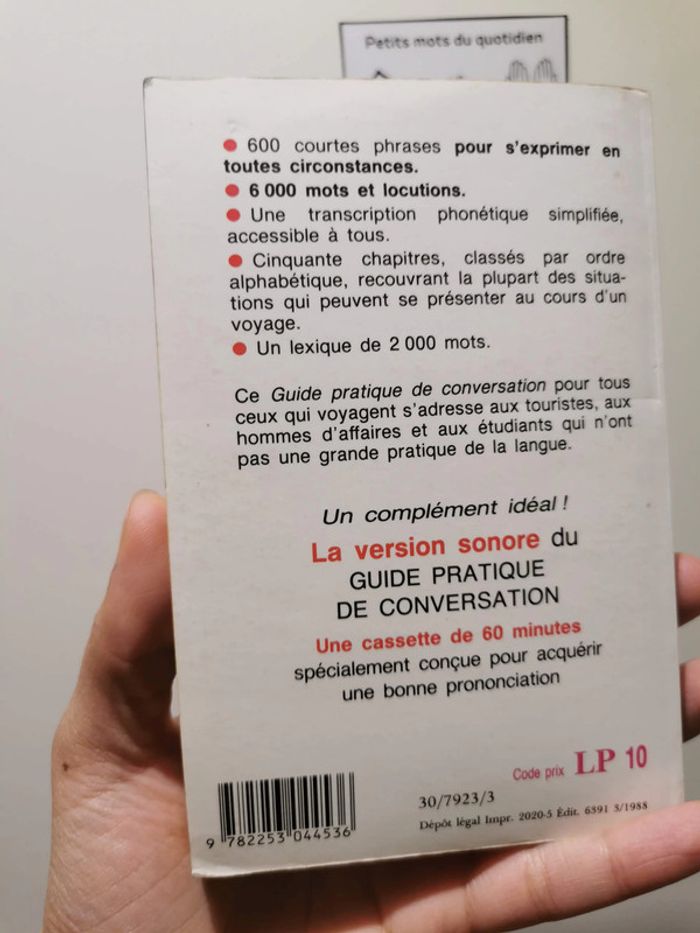 Petits mots du quotidien
● 600 courtes phrases pour s'exprimer en
toutes circonstances.
● 6 000 mots et locutions.
● Une transcription phonétique simplifiée,
accessible à tous.
● Cinquante chapitres, classés par ordre
alphabétique, recouvrant la plupart des situa-
tions qui peuvent se présenter au cours d'un
voyage.
● Un lexique de 2 000 mots.
Ce Guide pratique de conversation pour tous
ceux qui voyagent s'adresse aux touristes, aux
hommes d'affaires et aux étudiants qui n'ont
pas une grande pratique de la langue.
Un complément idéal !
La version sonore du
GUIDE PRATIQUE
DE CONVERSATION
Une cassette de 60 minutes
spécialement conçue pour acquérir
une bonne prononciation
Code prix LP 10
30/7923/3
Dépôt légal Impr. 2020-5 Édit. 6391 3/1988
9 782253 044536